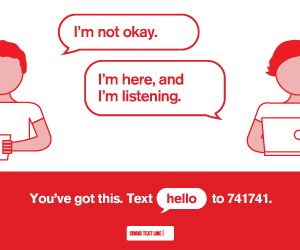 I'm not okay.
I'm here, and
I'm listening.
You've got this. Text hello to 741741.
CRISIS TEXT LINE |